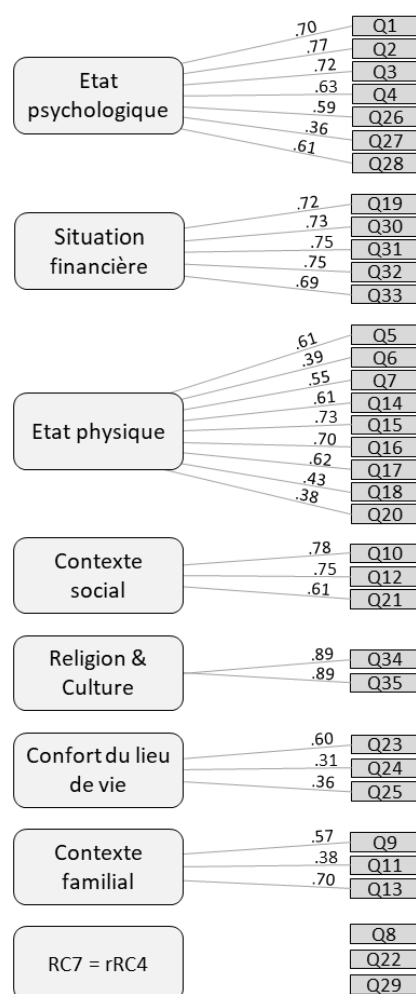 Etat
psychologique
.70 Q1
.77 Q2
.72 Q3
.63 Q4
.59 Q26
.36 Q27
.61 Q28
Situation
financière
.72 Q19
.73 Q30
.75 Q31
.75 Q32
.69 Q33
Etat physique
.61 Q5
.39 Q6
.55 Q7
.61 Q14
.73 Q15
.70 Q16
.62 Q17
.43 Q18
.38 Q20
Contexte
social
.78 Q10
.75 Q12
.61 Q21
Religion &
Culture
.89 Q34
.89 Q35
Confort du lieu
de vie
.60 Q23
.31 Q24
.36 Q25
Contexte
familial
.57 Q9
.38 Q11
.70 Q13
RC7 = rRC4
Q8
Q22
Q29